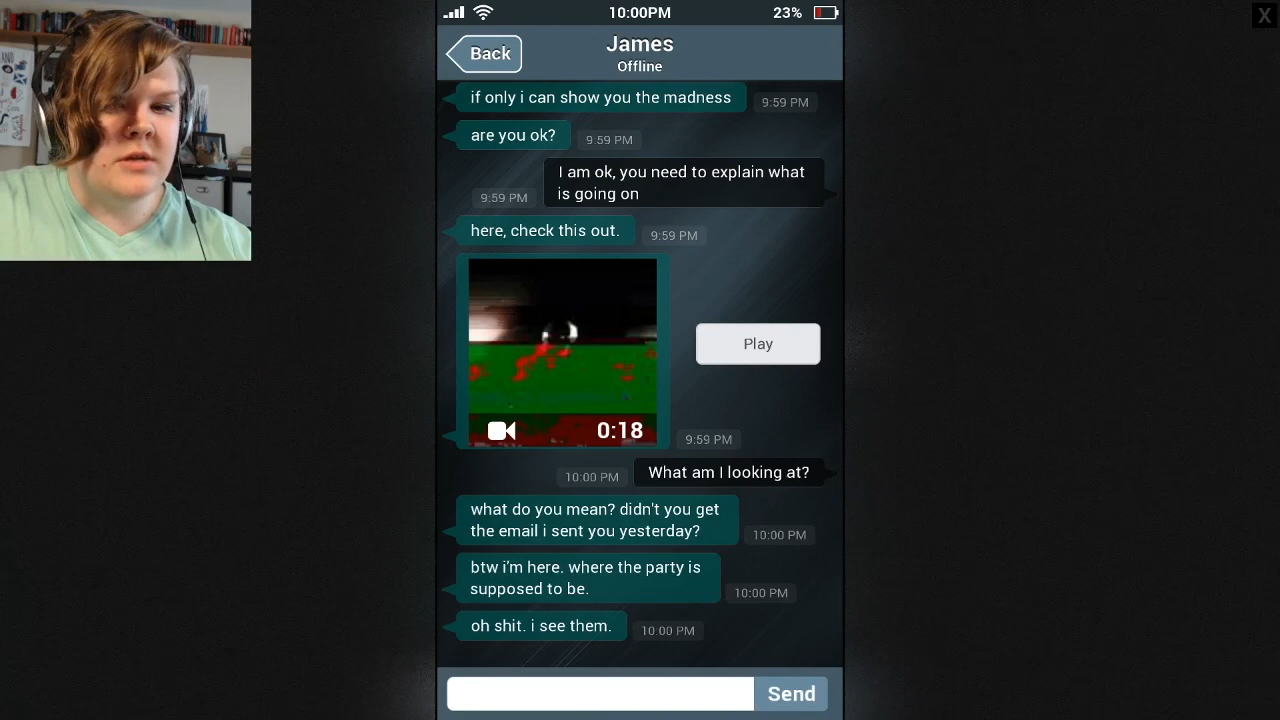 10:00PM
23%
X
Back
James
Offline
if only i can show you the madness
9:59 PM
are you ok?
9:59 PM
I am ok, you need to explain what
is going on
9:59 PM
here, check this out.
9:59 PM
Play
0:18
9:59 PM
What am I looking at?
10:00 PM
what do you mean? didn't you get
the email i sent you yesterday?
10:00 PM
btw i'm here. where the party is
supposed to be.
10:00 PM
oh shit. i see them.
10:00 PM
Send